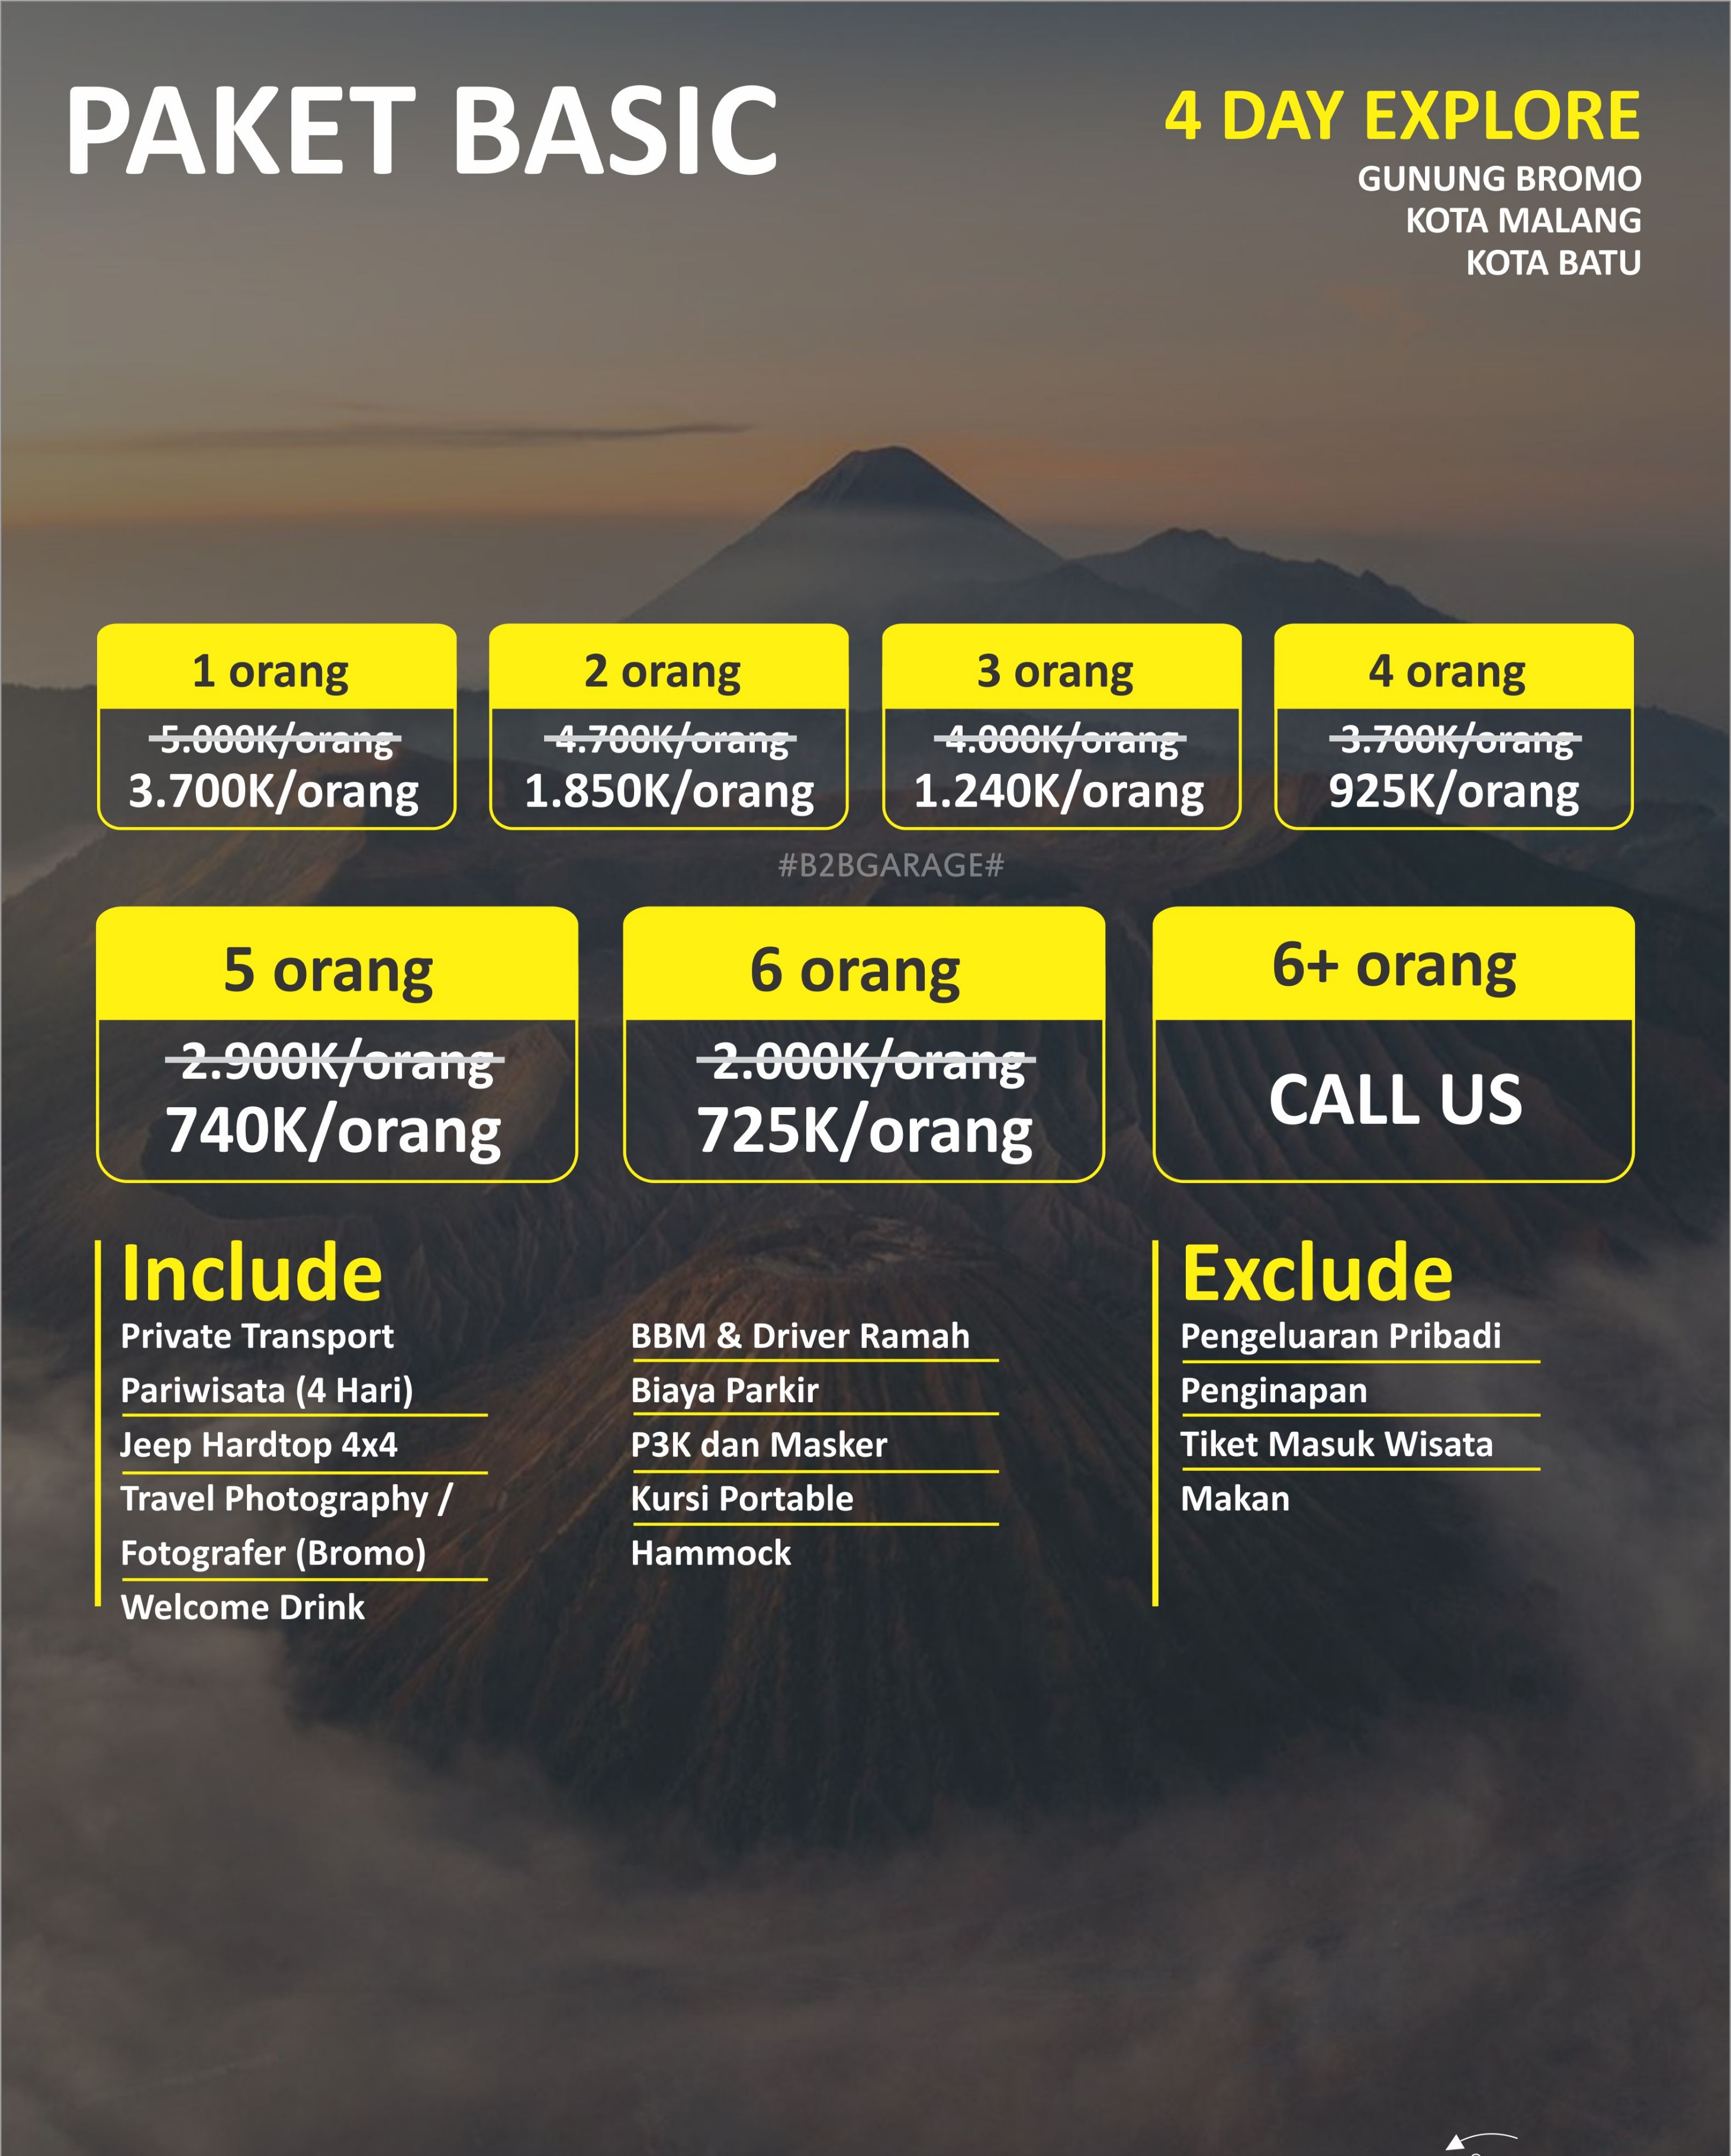 PAKET BASIC
4 DAY EXPLORE
GUNUNG BROMO
KOTA MALANG
KOTA BATU
1 orang
5.000K/orang
3.700K/orang
2 orang
4.700K/orang
1.850K/orang
3 orang
4.000K/orang
1.240K/orang
4 orang
3.700K/orang
925K/orang
#B2BGARAGE#
5 orang
2.900K/orang
740K/orang
6 orang
2.000K/orang
725K/orang
6+ orang
CALL US
Include
Private Transport
Pariwisata (4 Hari)
Jeep Hardtop 4x4
Travel Photography /
Fotografer (Bromo)
Welcome Drink
BBM & Driver Ramah
Biaya Parkir
P3K dan Masker
Kursi Portable
Hammock
Exclude
Pengeluaran Pribadi
Penginapan
Tiket Masuk Wisata
Makan